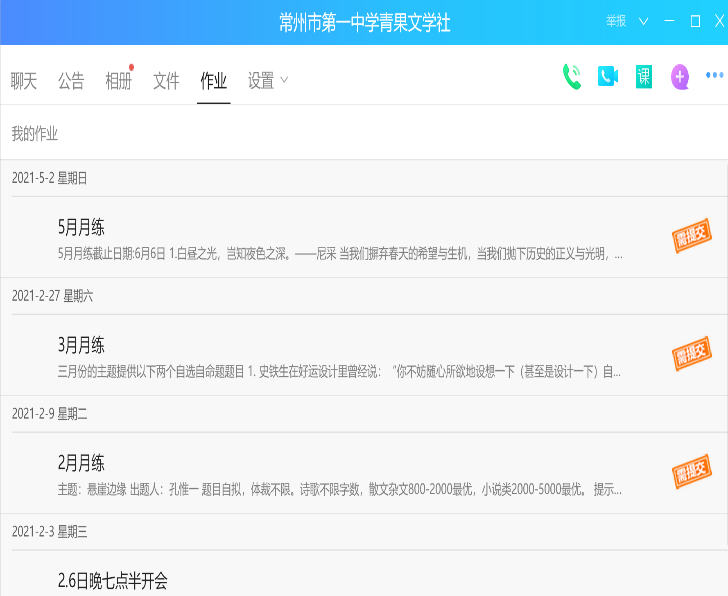 常州市第一中学青果文学社
举报
聊天 公告 相册 文件 作业 设置
课
我的作业
2021-5-2 星期日
5月月练
5月月练截止日期:6月6日 1.白昼之光，岂知夜色之深。——尼采 当我们摒弃春天的希望与生机，当我们抛下历史的正义与光明，...
需提交
2021-2-27 星期六
3月月练
三月份的主题提供以下两个自选自命题题目 1. 史铁生在好运设计里曾经说： “你不妨随心所欲地设想一下（甚至是设计一下）自...
需提交
2021-2-9 星期二
2月月练
主题：悬崖边缘 出题人：孔惟一 题目自拟，体裁不限。诗歌不限字数，散文杂文800-2000最优，小说类2000-5000最优。 提示...
需提交
2021-2-3 星期三
2.6日晚七点半开会